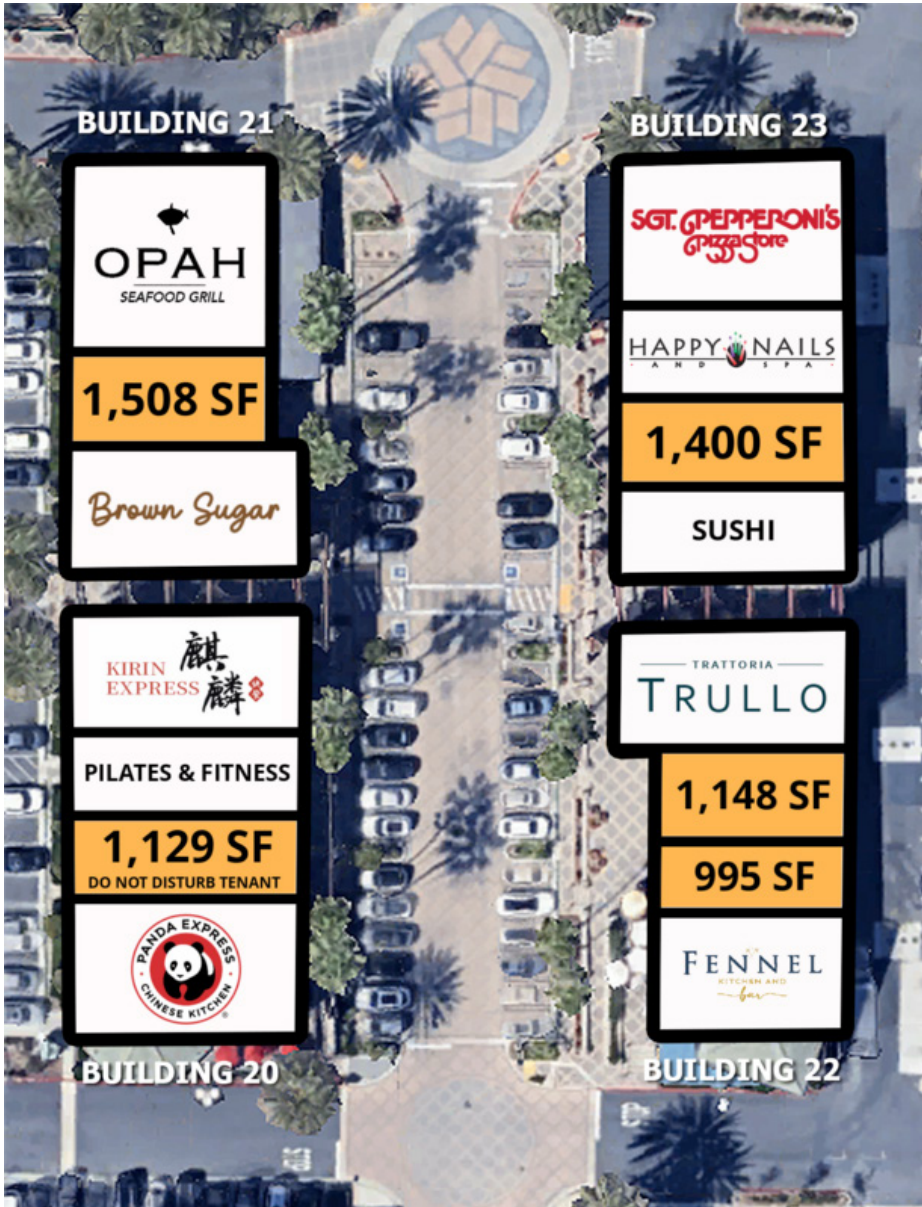 BUILDING 21
OPAH
SEAFOOD GRILL
1,508 SF
Brown Sugar
KIRIN
EXPRESS
麒
麟
PILATES & FITNESS
1,129 SF
DO NOT DISTURB TENANT
PANDA EXPRESS
CHINESE KITCHEN
®
BUILDING 20
BUILDING 23
SGT. PEPPERONI'S
Pizza Store
HAPPY NAILS
AND SPA
1,400 SF
SUSHI
TRATTORIA
TRULLO
1,148 SF
995 SF
FENNEL
KITCHEN AND
bar
BUILDING 22